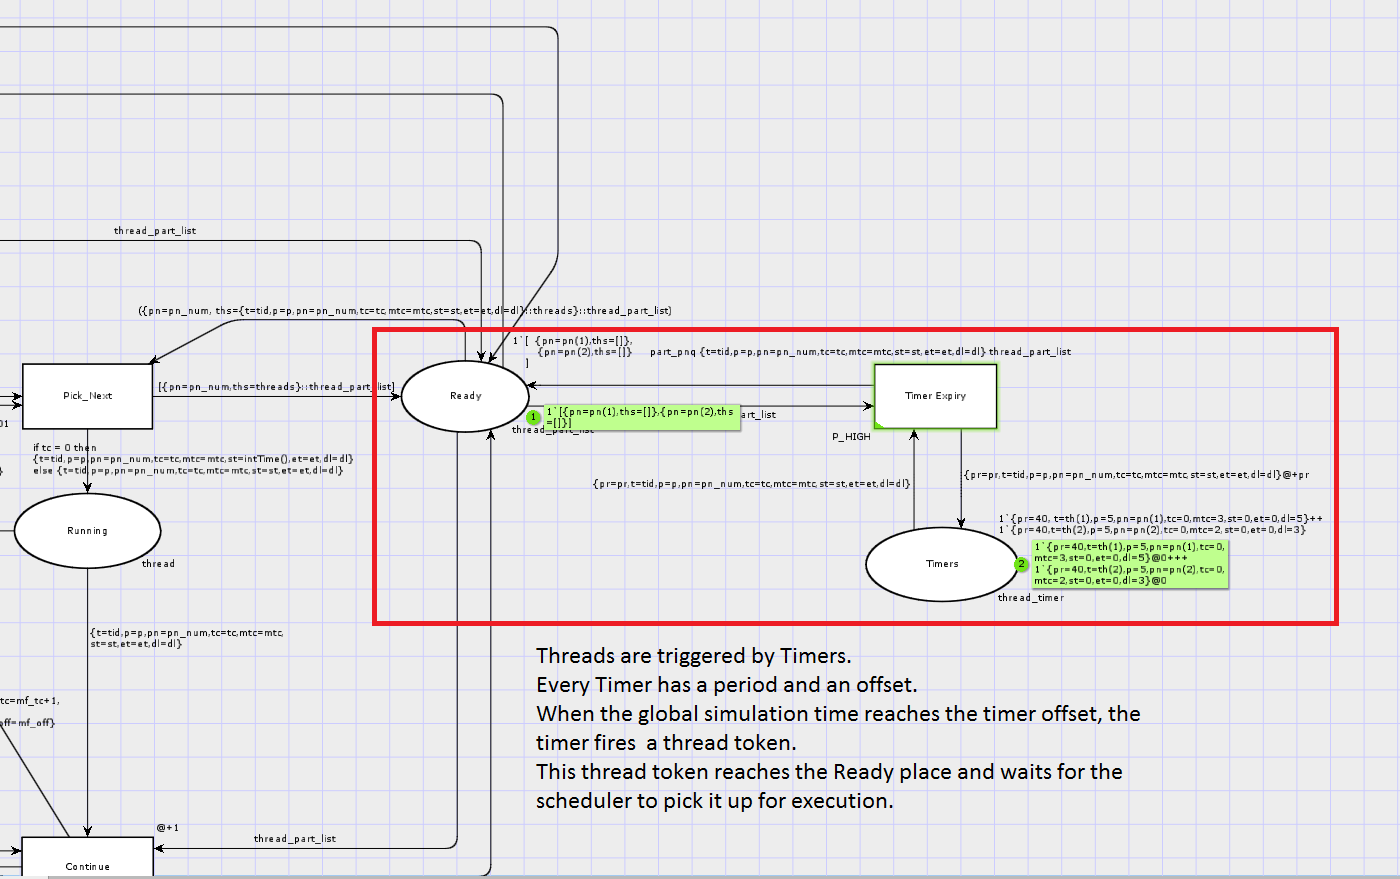 thread_part_list
({pn=pn_num, ths={t=tid,p=p,pn=pn_num,tc=tc,mtc=mtc,st=st,et=et,dl=dl}::threads}::thread_part_list)
1`[ {pn=pn(1),ths=[]},
{pn=pn(2),ths=[]}
]
part_pnq {t=tid,p=p,pn=pn_num,tc=tc,mtc=mtc,st=st,et=et,dl=dl} thread_part_list
Pick_Next
[{pn=pn_num,ths=threads}::thread_part_list]
Ready
Timer Expiry
1
1`[{pn=pn(1),ths=[]},{pn=pn(2),ths
=[]}]
art_list
thread_part_list
P_HIGH
01
if tc = 0 then
{t=tid,p=p,pn=pn_num,tc=tc,mtc=mtc,st=intTime(),et=et,dl=dl}
else {t=tid,p=p,pn=pn_num,tc=tc,mtc=mtc,st=st,et=et,dl=dl}
}
{pr=pr,t=tid,p=p,pn=pn_num,tc=tc,mtc=mtc,st=st,et=et,dl=dl}
{pr=pr,t=tid,p=p,pn=pn_num,tc=tc,mtc=mtc,st=st,et=et,dl=dl}@+pr
Running
thread
1`{pr=40, t=th(1),p=5,pn=pn(1),tc=0,mtc=3,st=0,et=0,dl=5}++
1`{pr=40,t=th(2),p=5,pn=pn(2),tc=0,mtc=2,st=0,et=0,dl=3}
Timers
2
1`{pr=40,t=th(1),p=5,pn=pn(1),tc=0,
mtc=3,st=0,et=0,dl=5}@0+++
1`{pr=40,t=th(2),p=5,pn=pn(2),tc=0,
mtc=2,st=0,et=0,dl=3}@0
thread_timer
{t=tid,p=p,pn=pn_num,tc=tc,mtc=mtc,
st=st,et=et,dl=dl}
Threads are triggered by Timers.
Every Timer has a period and an offset.
When the global simulation time reaches the timer offset, the
timer fires a thread token.
This thread token reaches the Ready place and waits for the
scheduler to pick it up for execution.
tc=mf_tc+1,
off=mf_off}
@+1
thread_part_list
Continue